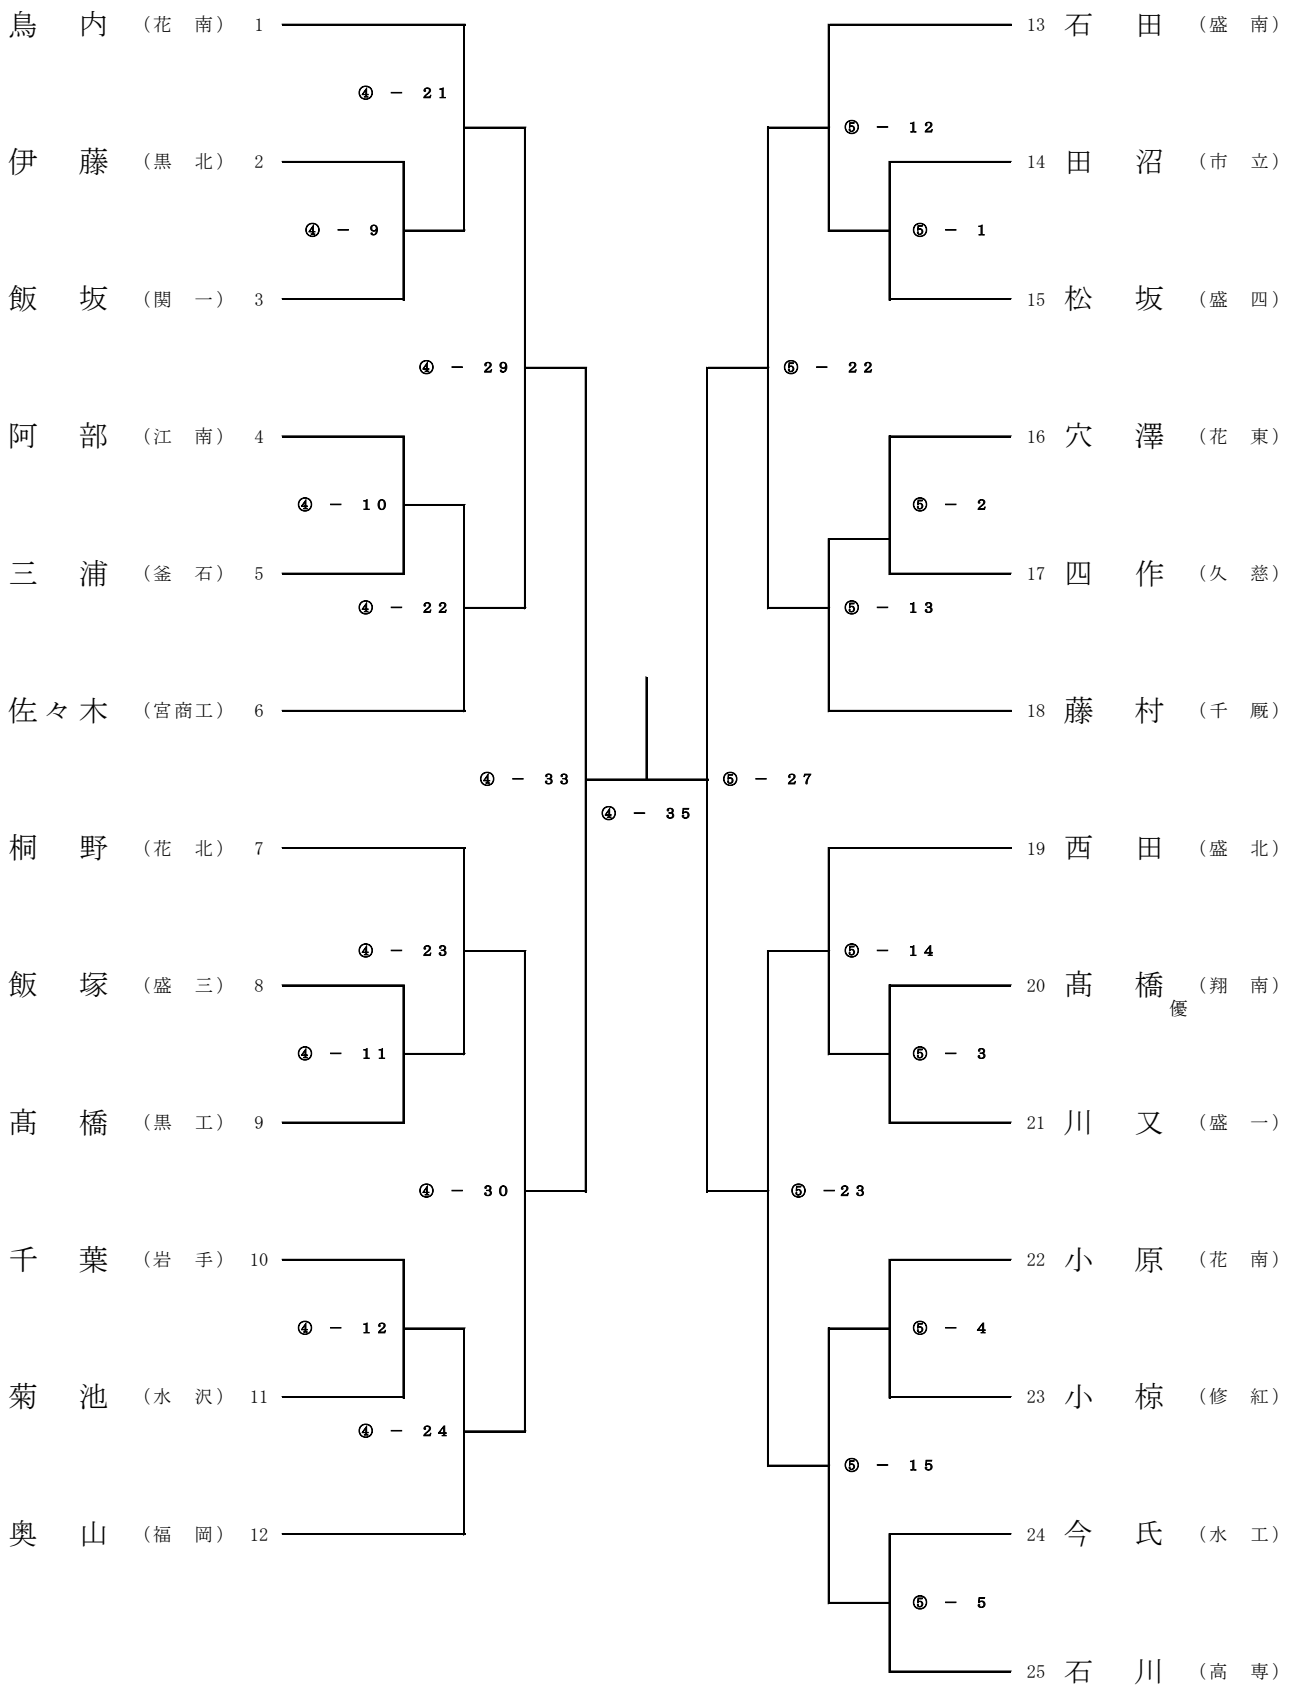 鳥 内 （花 南） 1
④ － 21
伊 藤 （黒 北） 2
④ － 9
飯 坂 （関 一） 3
④ － 29
阿 部 （江 南） 4
④ － 10
三 浦 （釜 石） 5
④ － 22
佐々木 （宮商工） 6
④ － 33
④ － 35
桐 野 （花 北） 7
④ － 23
飯 塚 （盛 三） 8
④ － 11
髙 橋 （黒 工） 9
④ － 30
千 葉 （岩 手） 10
④ － 12
菊 池 （水 沢） 11
④ － 24
奥 山 （福 岡） 12
13 石 田 （盛 南）
⑤ － 12
14 田 沼 （市 立）
⑤ － 1
15 松 坂 （盛 四）
⑤ － 22
16 穴 澤 （花 東）
⑤ － 2
17 四 作 （久 慈）
⑤ － 13
18 藤 村 （千 厩）
⑤ － 27
19 西 田 （盛 北）
⑤ － 14
20 髙 橋 優 （翔 南）
⑤ － 3
21 川 又 （盛 一）
⑤ －23
22 小 原 （花 南）
⑤ － 4
23 小 椋 （修 紅）
⑤ － 15
24 今 氏 （水 工）
⑤ － 5
25 石 川 （高 専）